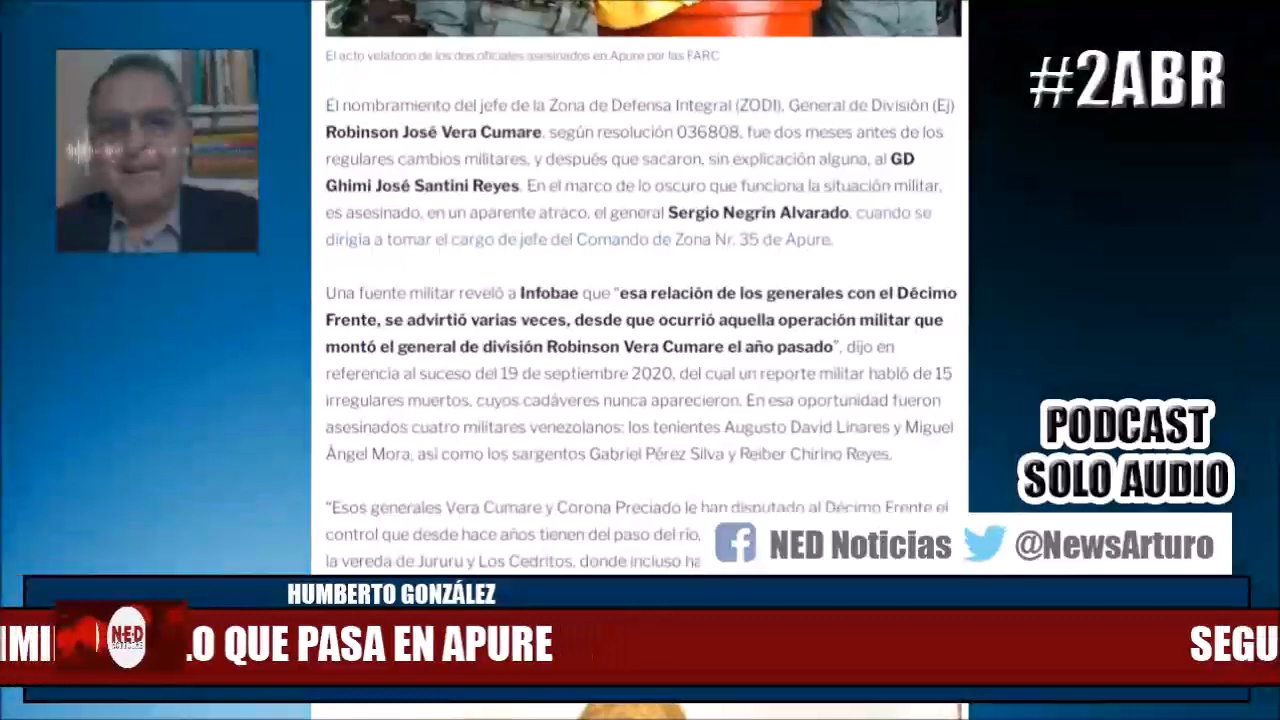 El acto velatorio de los dos oficiales asesinados en Apure por las FARC
#2ABR
El nombramiento del jefe de la Zona de Defensa Integral (ZODI), General de División (Ej)
Robinson José Vera Cumare, según resolución 036808, fue dos meses antes de los
regulares cambios militares, y después que sacaron, sin explicación alguna, al GD
Ghimi José Santini Reyes. En el marco de lo oscuro que funciona la situación militar,
es asesinado, en un aparente atraco, el general Sergio Negrin Alvarado, cuando se
dirigía a tomar el cargo de jefe del Comando de Zona Nr. 35 de Apure.
Una fuente militar reveló a Infobae que “esa relación de los generales con el Décimo
Frente, se advirtió varias veces, desde que ocurrió aquella operación militar que
montó el general de división Robinson Vera Cumare el año pasado”, dijo en
referencia al suceso del 19 de septiembre 2020, del cual un reporte militar habló de 15
irregulares muertos, cuyos cadáveres nunca aparecieron. En esa oportunidad fueron
asesinados cuatro militares venezolanos: los tenientes Augusto David Linares y Miguel
Ángel Mora, así como los sargentos Gabriel Pérez Silva y Reiber Chirino Reyes.
“Esos generales Vera Cumare y Corona Preciado le han disputado al Décimo Frente el
control que desde hace años tienen del paso del río,
la vereda de Jururu y Los Cedritos, donde incluso ha
PODCAST
SOLO AUDIO
NED Noticias @NewsArturo
HUMBERTO GONZÁLEZ
IMI
NED
NOTICIAS
.O QUE PASA EN APURE
SEGU